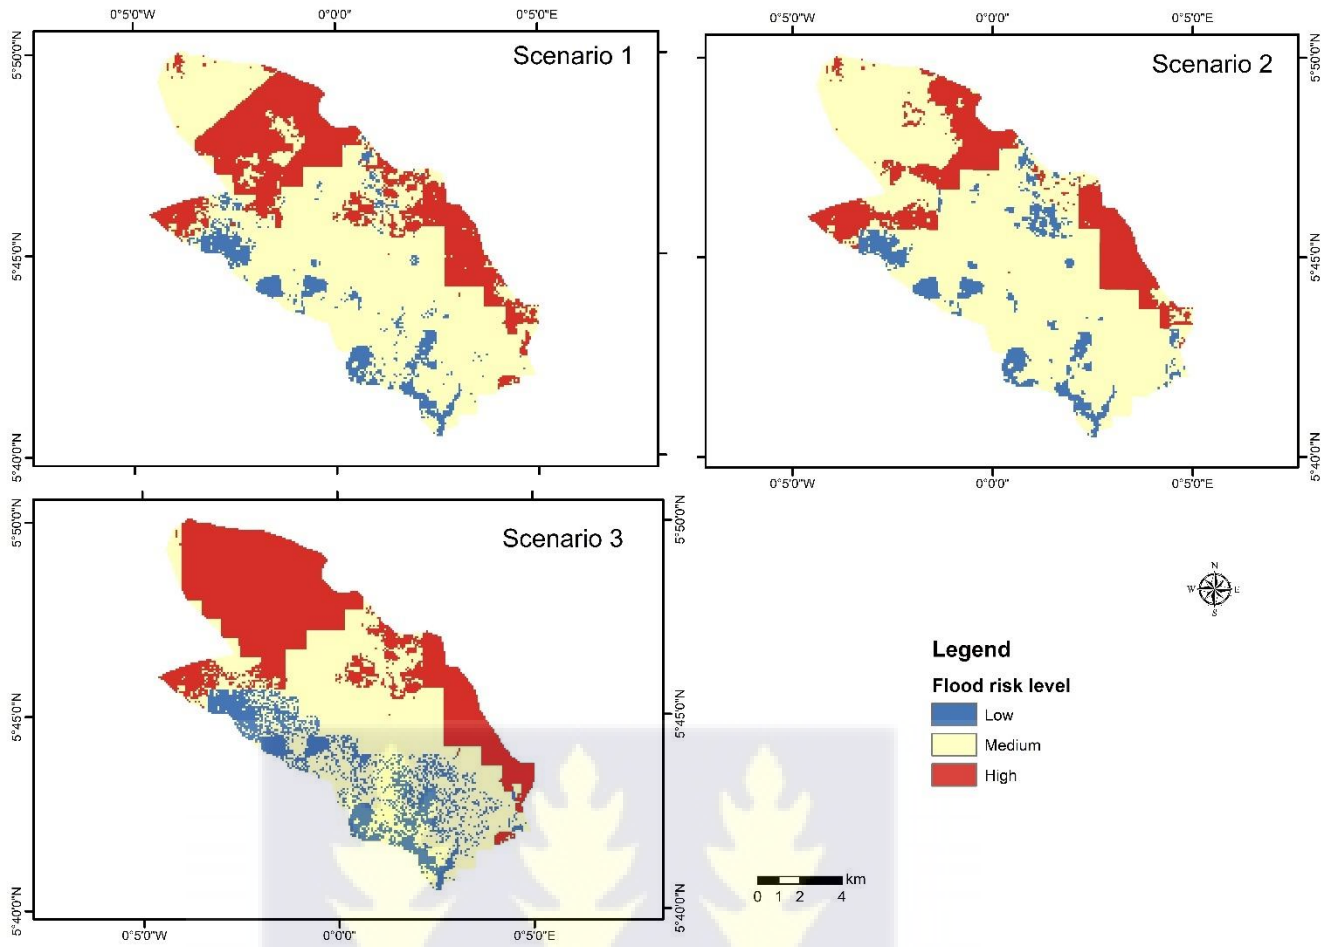 0°5'0"W 0°0'0" 0°5'0"E
Scenario 1
5°50'0"N
5°45'0"N
5°40'0"N
0°5'0"W 0°0'0" 0°5'0"E
0°5'0"W 0°0'0" 0°5'0"E
Scenario 2
5°50'0"N
5°45'0"N
5°40'0"N
0°5'0"W 0°0'0" 0°5'0"E
Scenario 3
5°50'0"N 5°50'0"N
5°45'0"N 5°45'0"N
5°40'0"N 5°40'0"N
0°5'0"W 0°0'0" 0°5'0"E
N
W E
S
Legend
Flood risk level
Low
Medium
High
km
0 1 2 4